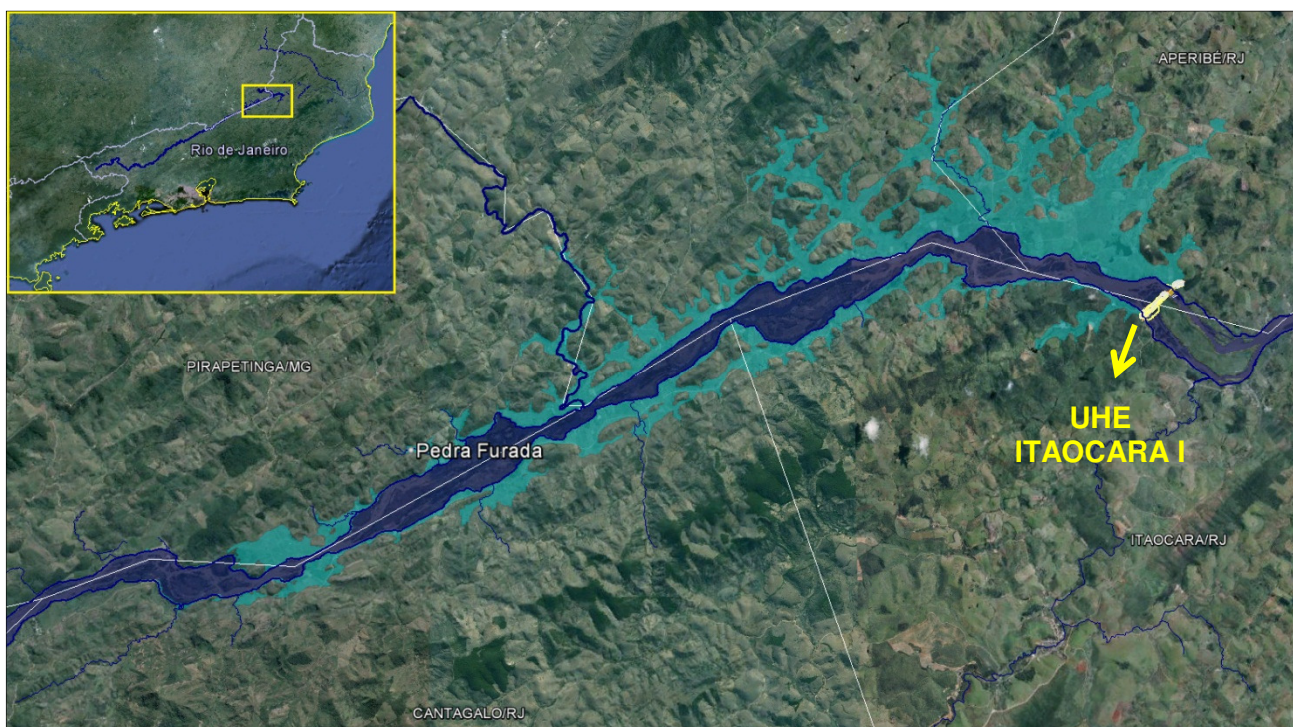 Rio de Janeiro
APERIBÉ/RJ
PIRAPETINGA/MG
Pedra Furada
UHE
ITAOCARA I
ITAOCARA/RJ
CANTAGALO/RJ